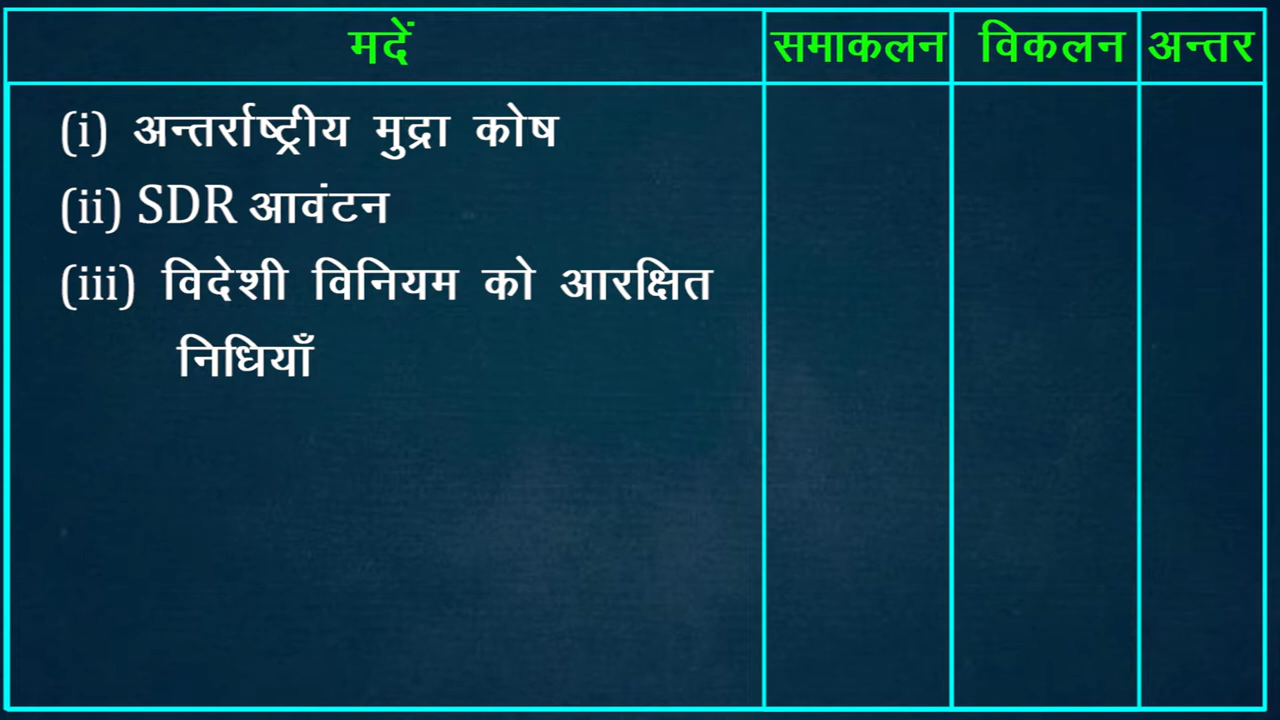 मदें समाकलन विकलन अन्तर
(i) अन्तर्राष्ट्रीय मुद्रा कोष
(ii) SDR आवंटन
(iii) विदेशी विनियम को आरक्षित
निधियाँ